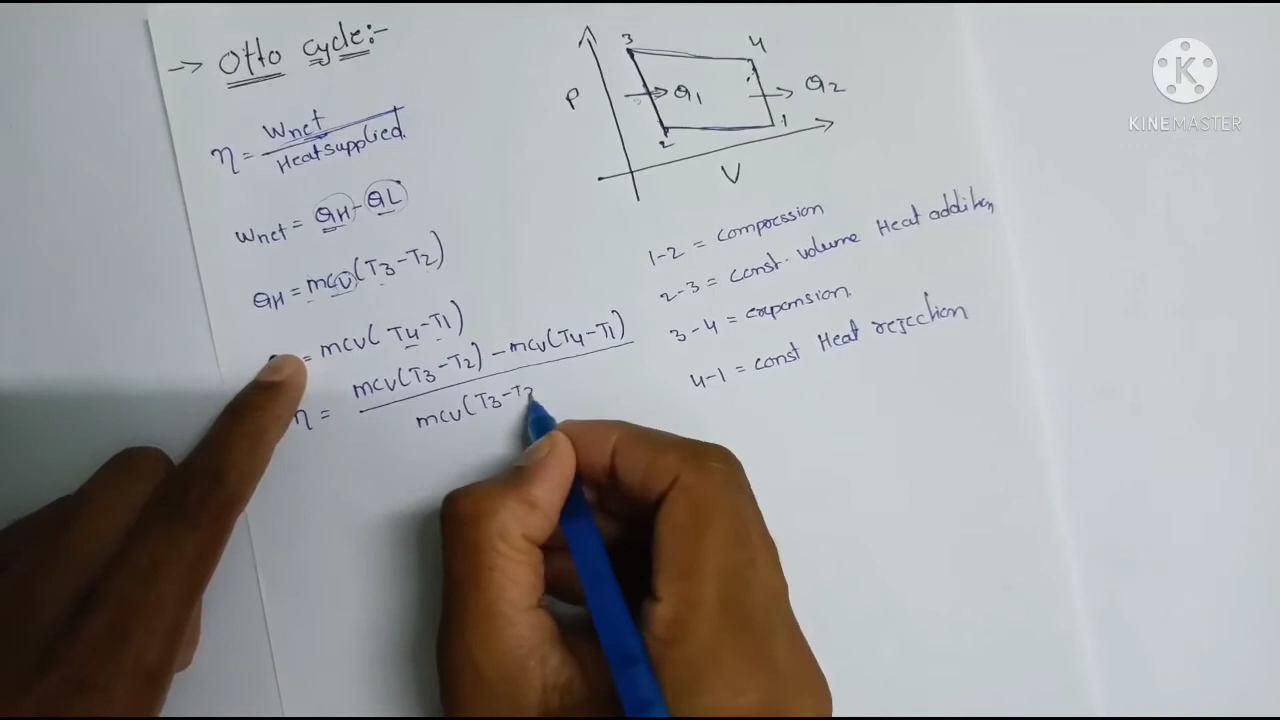 → Otto cycle:-
η = Wnet / Heat supplied.
Wnet = QH - QL
QH = mcv (T3 - T2)
= mcv ( T4 - T1)
η = mcv (T3 - T2) - mcv (T4 - T1) / mcv (T3 - T2
3
4
P
Q1
Q2
2
1
V
1-2 = compression
2-3 = const. volume Heat addition
3-4 = expansion.
4-1 = const Heat rejection
K
KINEMASTER